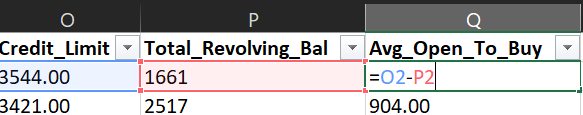 O P Q
Credit_Limit Total_Revolving_Bal Avg_Open_To_Buy
3544.00 1661 =O2-P2
3421.00 2517 904.00